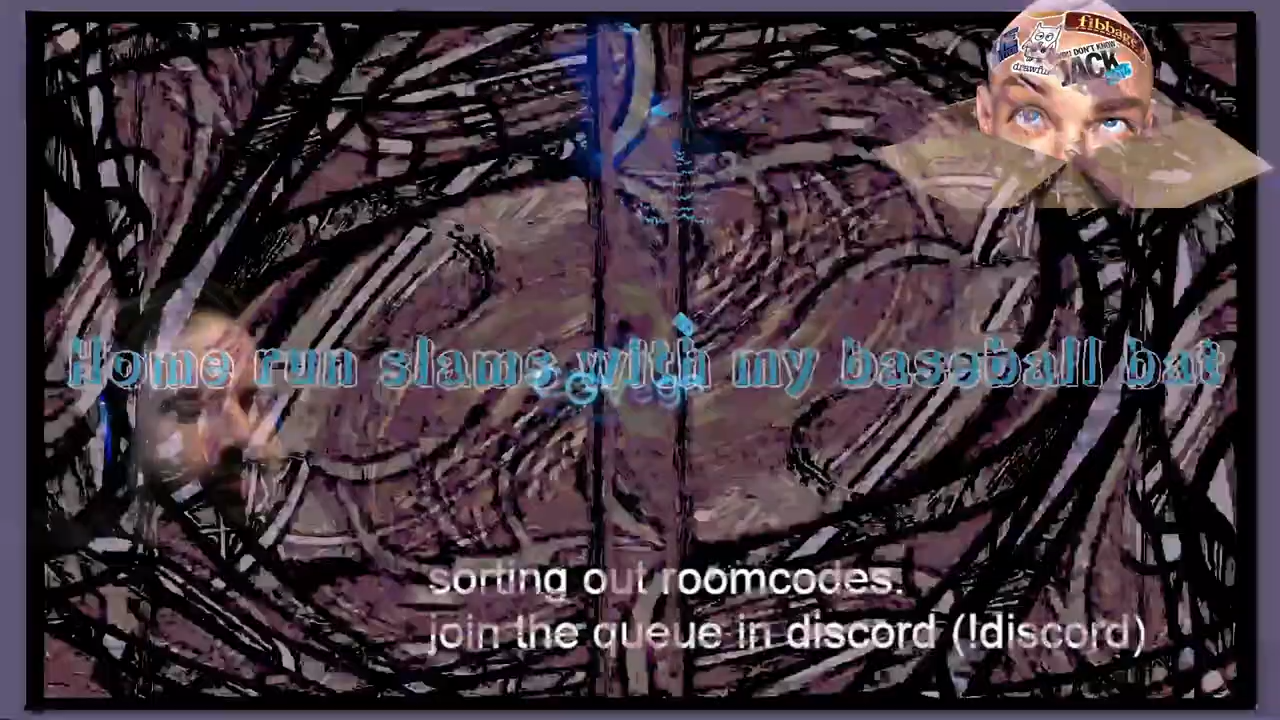 fibbage
drawful
YOU DON'T KNOW
JACK
Home run slams with my baseball bat
sorting out roomcodes.
join the queue in discord (!discord)